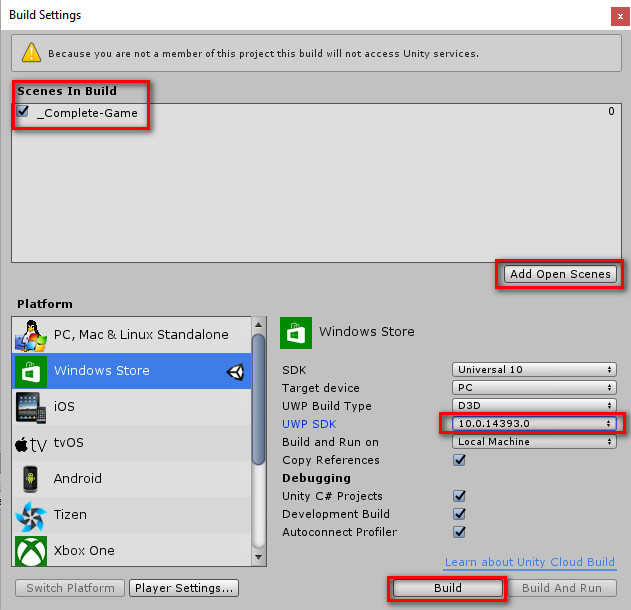 Build Settings
x
Because you are not a member of this project this build will not access Unity services.
Scenes In Build
_Complete-Game 0
Add Open Scenes
Platform
PC, Mac & Linux Standalone
Windows Store
iOS
tv tvOS
Android
Tizen
Xbox One
Windows Store
SDK Universal 10
Target device PC
UWP Build Type D3D
UWP SDK 10.0.14393.0
Build and Run on Local Machine
Copy References
Debugging
Unity C# Projects
Development Build
Autoconnect Profiler
Learn about Unity Cloud Build
Switch Platform Player Settings... Build Build And Run